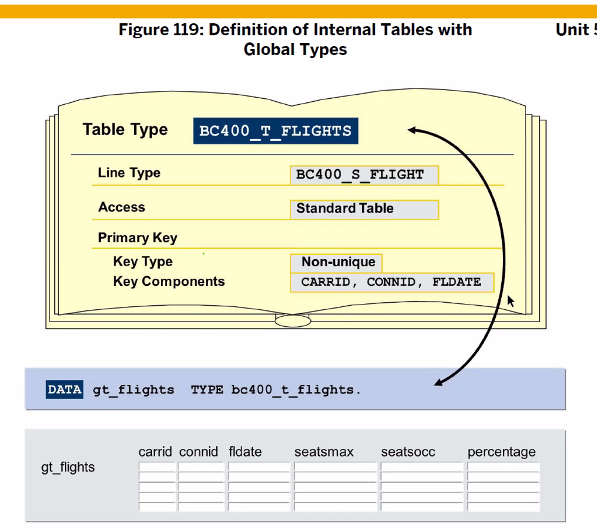 Figure 119: Definition of Internal Tables with
Global Types
Unit
Table Type BC400_T_FLIGHTS
Line Type BC400_S_FLIGHT
Access Standard Table
Primary Key
Key Type Non-unique
Key Components CARRID, CONNID, FLDATE
DATA gt_flights TYPE bc400_t_flights.
carrid connid fldate seatsmax seatsocc percentage
gt_flights